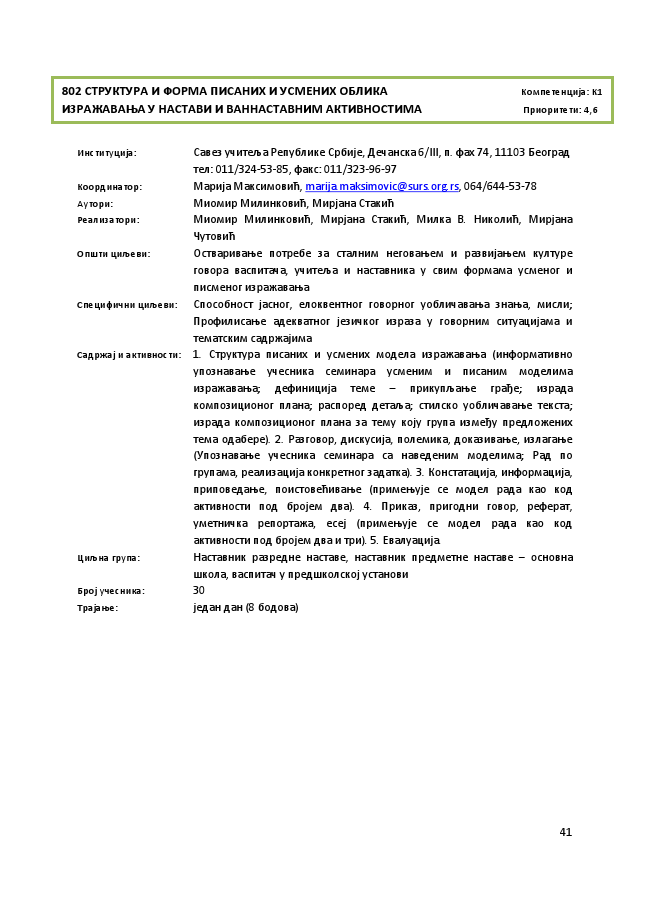 802 СТРУКТУРА И ФОРМА ПИСАНИХ И УСМЕНИХ ОБЛИКА Компетенција: К1
ИЗРАЖАВАЊА У НАСТАВИ И ВАННАСТАВНИМ АКТИВНОСТИМА Приоритети: 4,6
Институција: Савез учитеља Републике Србије, Дечанска 6/III, п. фах 74, 11103 Београд
тел: 011/324-53-85, факс: 011/323-96-97
Координатор: Марија Максимовић, marija.maksimovic@surs.org.rs, 064/644-53-78
Аутори: Миомир Милинковић, Мирјана Стакић
Реализатори: Миомир Милинковић, Мирјана Стакић, Милка В. Николић, Мирјана
Чутовић
Општи циљеви: Остваривање потребе за сталним неговањем и развијањем културе
говора васпитача, учитеља и наставника у свим формама усменог и
писменог изражавања
Специфични циљеви: Способност јасног, елоквентног говорног уобличавања знања, мисли;
Профилисање адекватног језичког израза у говорним ситуацијама и
тематским садржајима
Садржај и активности: 1. Структура писаних и усмених модела изражавања (информативно
упознавање учесника семинара усменим и писаним моделима
изражавања; дефиниција теме – прикупљање грађе; израда
композиционог плана; распоред детаља; стилско уобличавање текста;
израда композиционог плана за тему коју група између предложених
тема одабере). 2. Разговор, дискусија, полемика, доказивање, излагање
(Упознавање учесника семинара са наведеним моделима; Рад по
групама, реализација конкретног задатка). 3. Констатација, информација,
приповедање, поистовећивање (примењује се модел рада као код
активности под бројем два). 4. Приказ, пригодни говор, реферат,
уметничка репортажа, есеј (примењује се модел рада као код
активности под бројем два и три). 5. Евалуација.
Циљна група: Наставник разредне наставе, наставник предметне наставе – основна
школа, васпитач у предшколској установи
Број учесника: 30
Трајање: један дан (8 бодова)
41